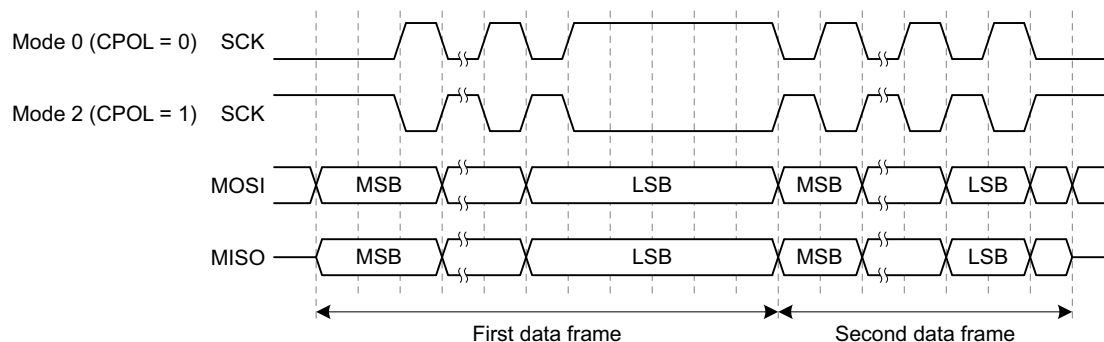 Mode 0 (CPOL = 0) SCK
Mode 2 (CPOL = 1) SCK
MOSI MSB LSB MSB LSB
MISO MSB LSB MSB LSB
First data frame Second data frame